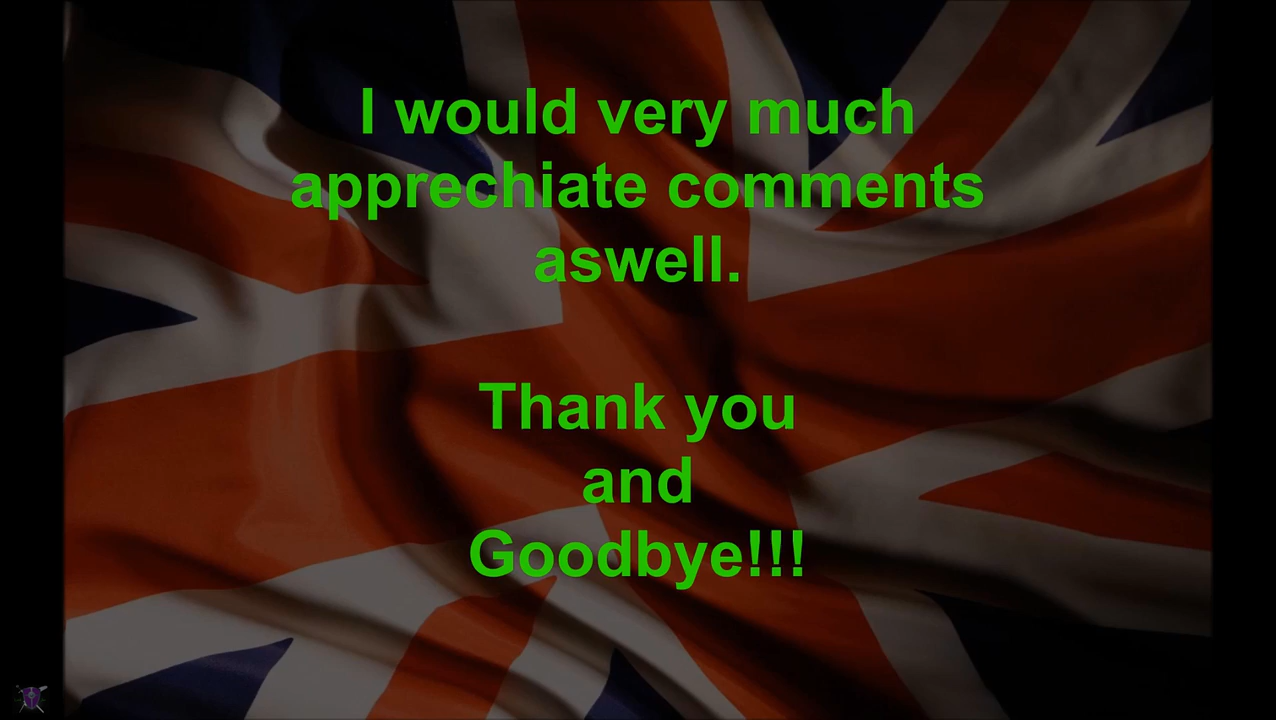 I would very much
apprechiate comments
aswell.
Thank you
and
Goodbye!!!